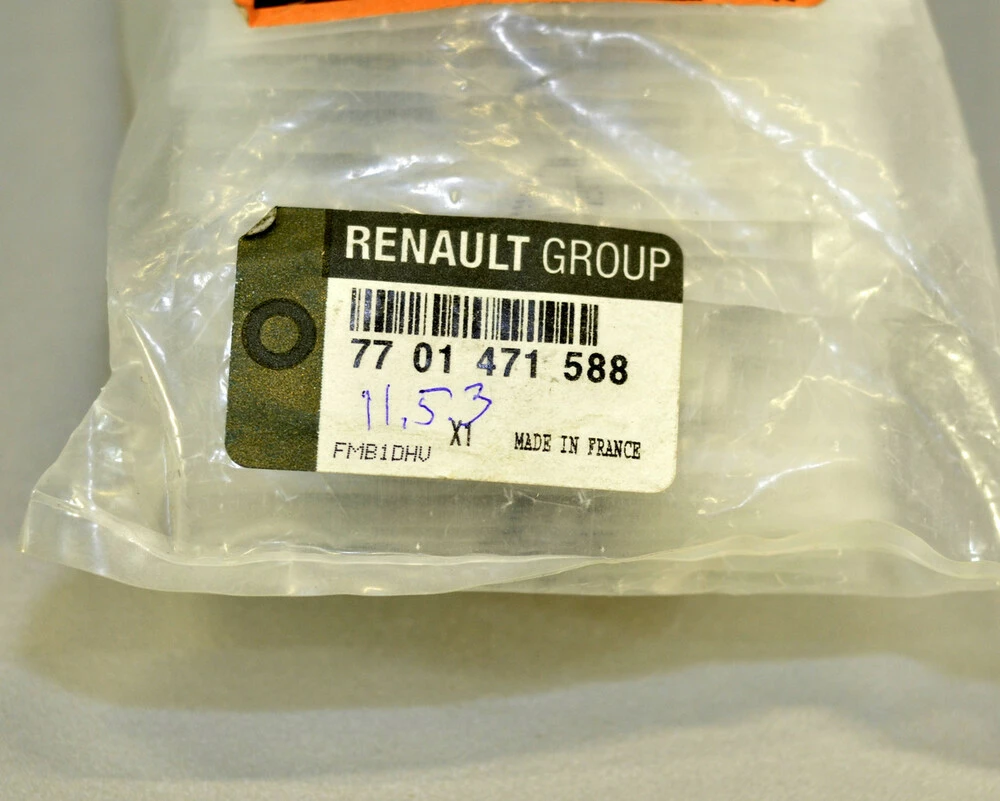 RENAULT GROUP
77 01 471 588
11.53
X1
FMB1DHV
MADE IN FRANCE